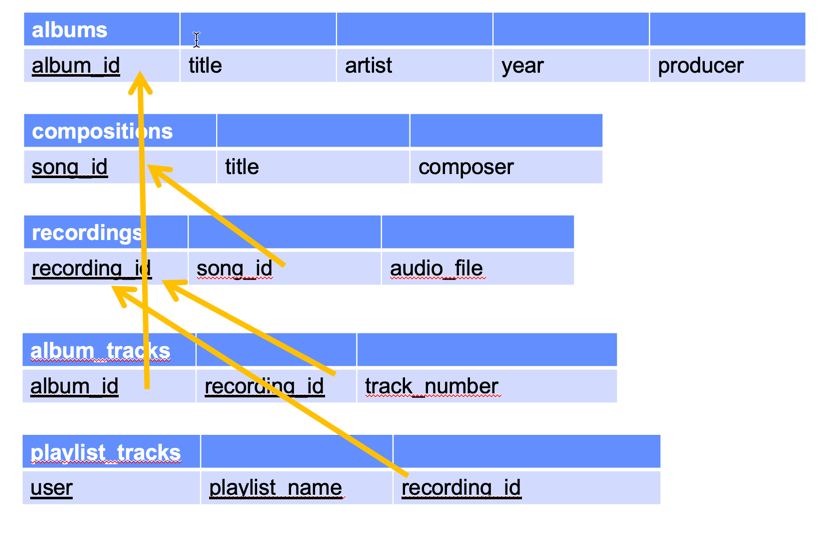 albums
album_id title artist year producer
compositions
song_id title composer
recordings
recording_id song_id audio_file
album_tracks
album_id recording_id track_number
playlist_tracks
user playlist_name recording_id